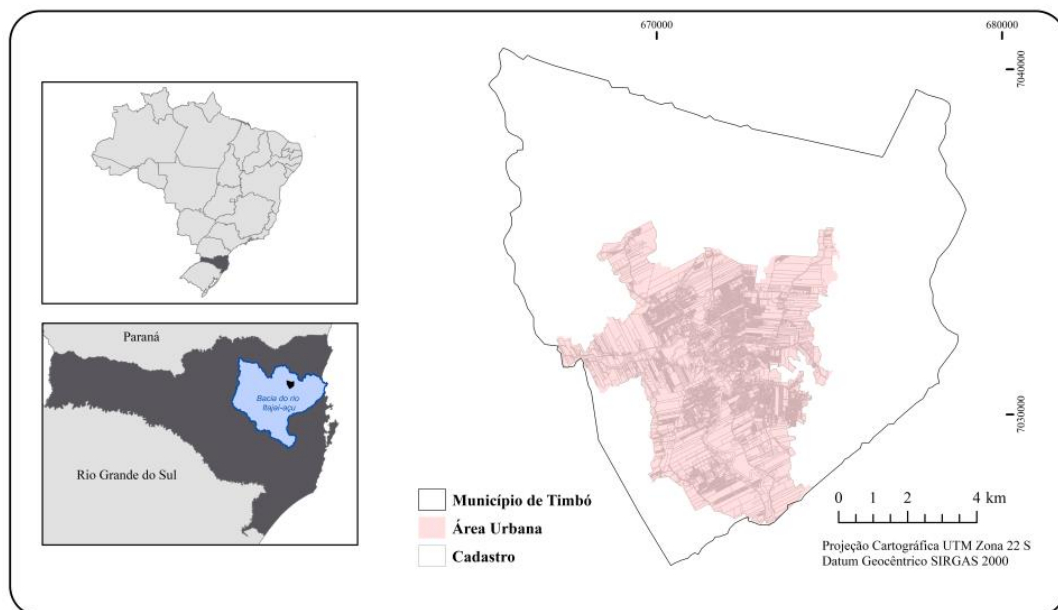 670000
680000
7040000
7030000
Paraná
Bacia do rio
Itajaí-açu
Rio Grande do Sul
Município de Timbó
Área Urbana
Cadastro
0 1 2 4 km
Projeção Cartográfica UTM Zona 22 S
Datum Geocêntrico SIRGAS 2000